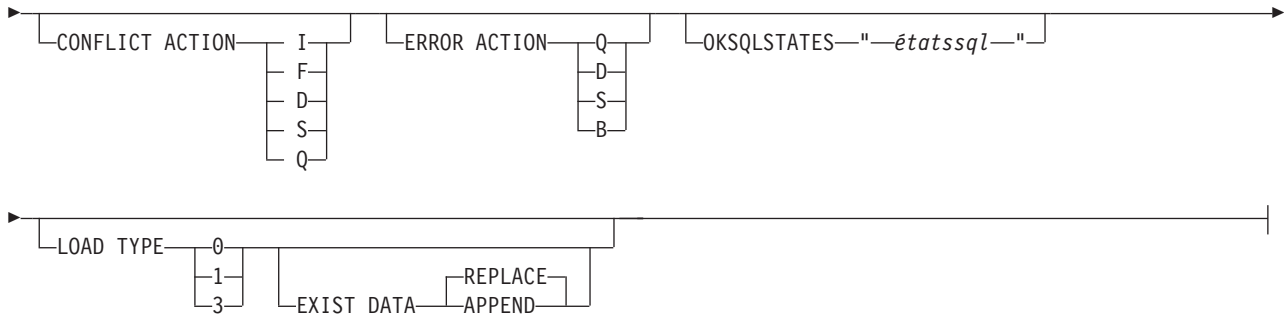 CONFLICT ACTION I ERROR ACTION Q OKSQLSTATES " étatssql "
F D
D S
S B
Q
LOAD TYPE 0
1 REPLACE
3 EXIST DATA APPEND